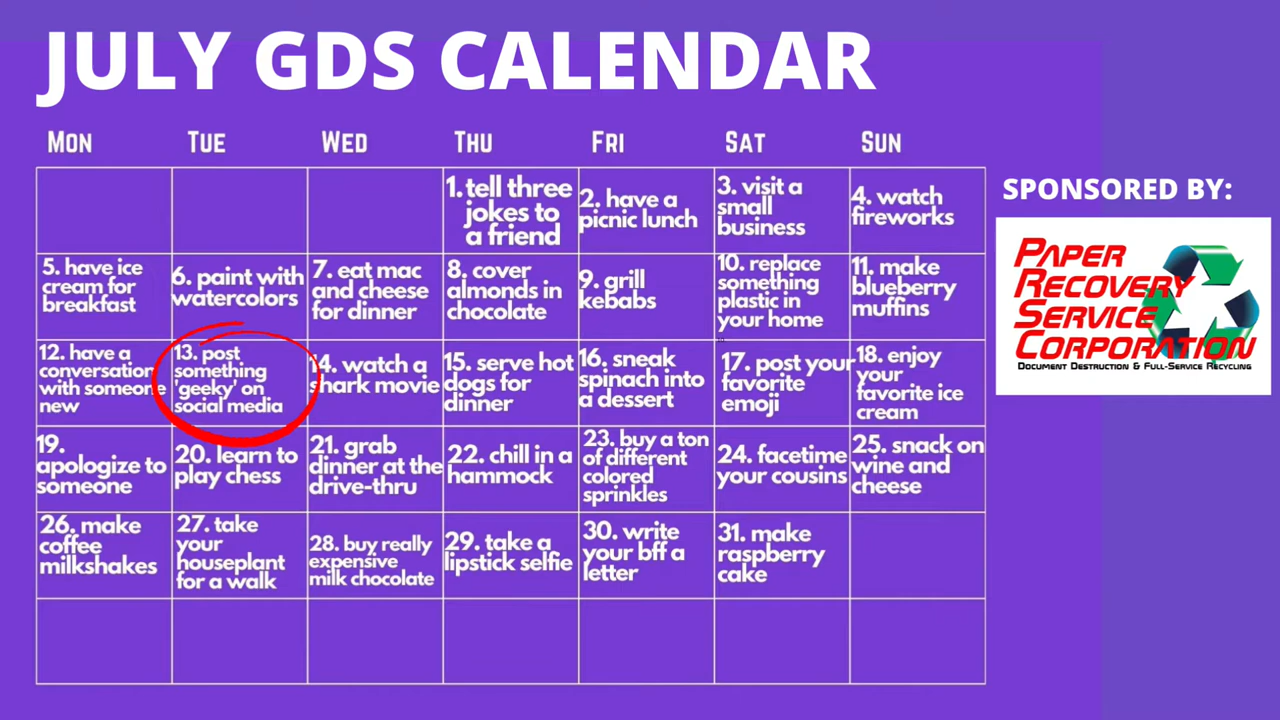 JULY GDS CALENDAR
MON TUE WED THU FRI SAT SUN
1. tell three
jokes to
a friend
2. have a
picnic lunch
3. visit a
small
business
4. watch
fireworks
5. have ice
cream for
breakfast
6. paint with
watercolors
7. eat mac
and cheese
for dinner
8. cover
almonds in
chocolate
9. grill
kebabs
10. replace
something
plastic in
your home
11. make
blueberry
muffins
12. have a
conversation
with someone
new
13. post
something
'geeky' on
social media
14. watch a
shark movie
15. serve hot
dogs for
dinner
16. sneak
spinach into
a dessert
10.
17. post your
favorite
emoji
18. enjoy
your
favorite ice
cream
19.
apologize to
someone
20. learn to
play chess
21. grab
dinner at the
drive-thru
22. chill in a
hammock
23. buy a ton
of different
colored
sprinkles
24. facetime
your cousins
25. snack on
wine and
cheese
26. make
coffee
milkshakes
27. take
your
houseplant
for a walk
28. buy really
expensive
milk chocolate
29. take a
lipstick selfie
30. write
your bff a
letter
31. make
raspberry
cake
SPONSORED BY:
PAPER
RECOVERY
SERVICE
CORPORATION
DOCUMENT DESTRUCTION & FULL-SERVICE RECYCLING